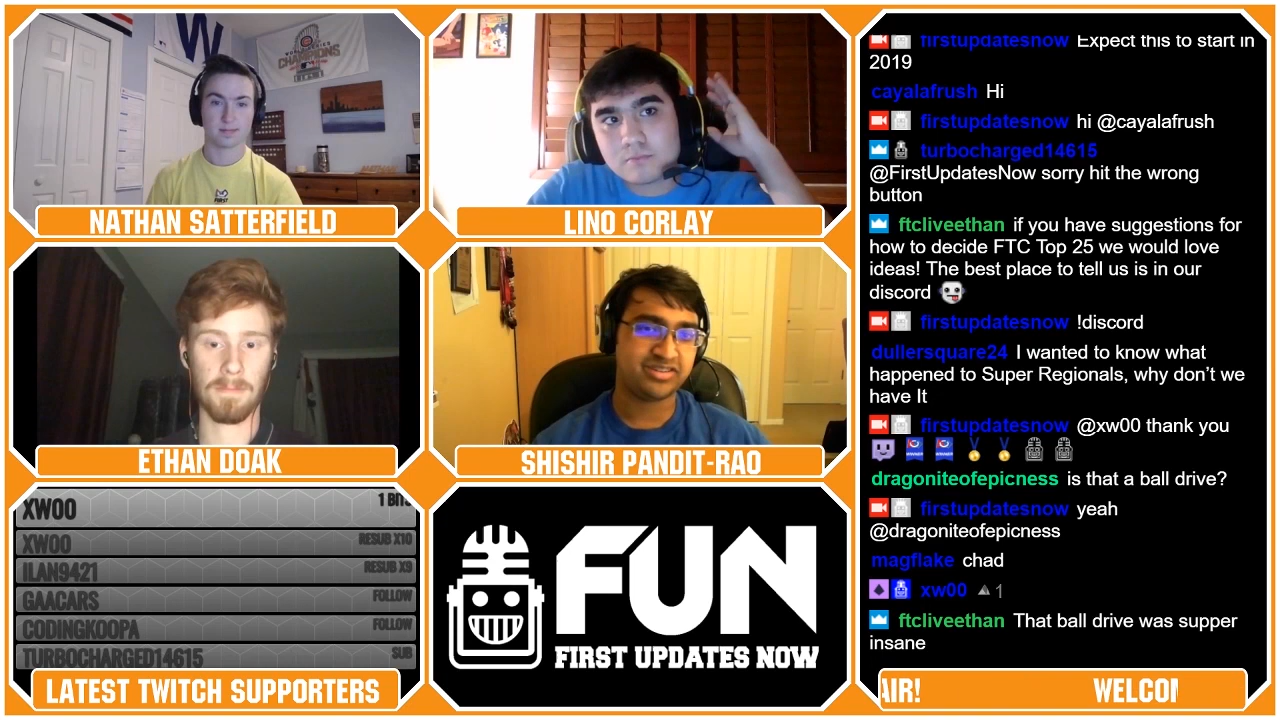 W
CHAMPIONS
NATHAN SATTERFIELD
LINO CORLAY
ETHAN DOAK
SHISHIR PANDIT-RAO
XW00 1 BITS
XW00 RESUB X10
ILAN9421 RESUB X9
GAACARS FOLLOW
CODINGKOOPA FOLLOW
TURBOCHARGED14615 SUB
LATEST TWITCH SUPPORTERS
FUN
FIRST UPDATES NOW
firstupdatesnow Expect this to start in
2019
cayalafrush Hi
firstupdatesnow hi @cayalafrush
turbocharged14615
@FirstUpdatesNow sorry hit the wrong
button
ftcliveethan if you have suggestions for
how to decide FTC Top 25 we would love
ideas! The best place to tell us is in our
discord
firstupdatesnow !discord
dullersquare24 I wanted to know what
happened to Super Regionals, why don't we
have It
firstupdatesnow @xw00 thank you
dragoniteofepicness is that a ball drive?
firstupdatesnow yeah
@dragoniteofepicness
magflake chad
xw00 1
ftcliveethan That ball drive was supper
insane
AIR! WELCO